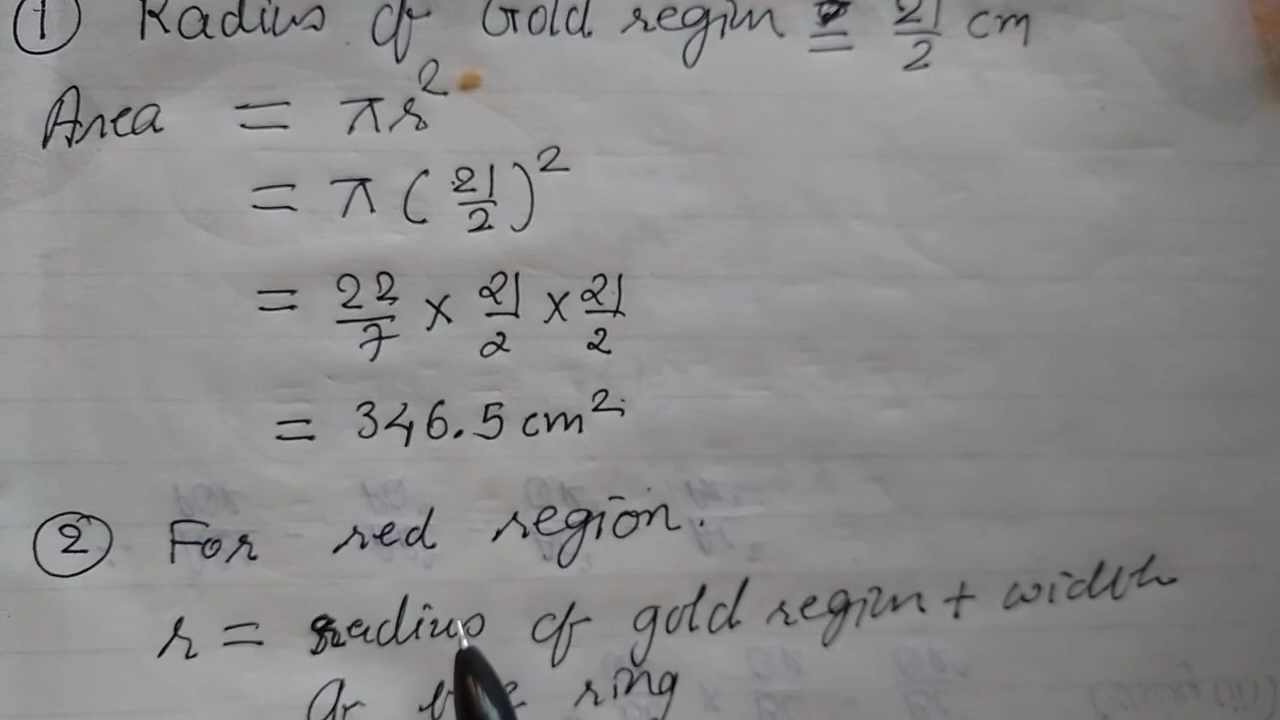 ① Radius of Gold region = 21/2 cm
Area = πr²
= π(21/2)²
= 22/7 × 21/2 × 21/2
= 346.5 cm²
② For red region.
r = radius of gold region + width
ring